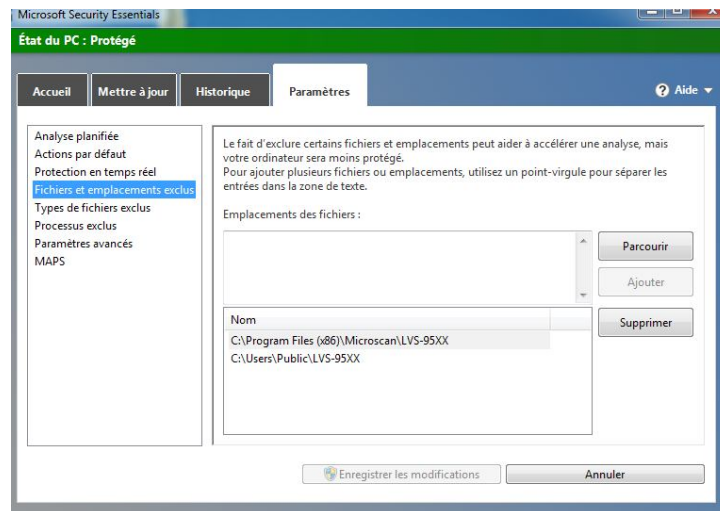 Microsoft Security Essentials
État du PC : Protégé
Accueil
Mettre à jour
Historique
Paramètres
Aide
Analyse planifiée
Actions par défaut
Protection en temps réel
Fichiers et emplacements exclus
Types de fichiers exclus
Processus exclus
Paramètres avancés
MAPS
Le fait d'exclure certains fichiers et emplacements peut aider à accélérer une analyse, mais
votre ordinateur sera moins protégé.
Pour ajouter plusieurs fichiers ou emplacements, utilisez un point-virgule pour séparer les
entrées dans la zone de texte.
Emplacements des fichiers :
Parcourir
Ajouter
Nom
Supprimer
C:\Program Files (x86)\Microscan\LVS-95XX
C:\Users\Public\LVS-95XX
Enregistrer les modifications
Annuler